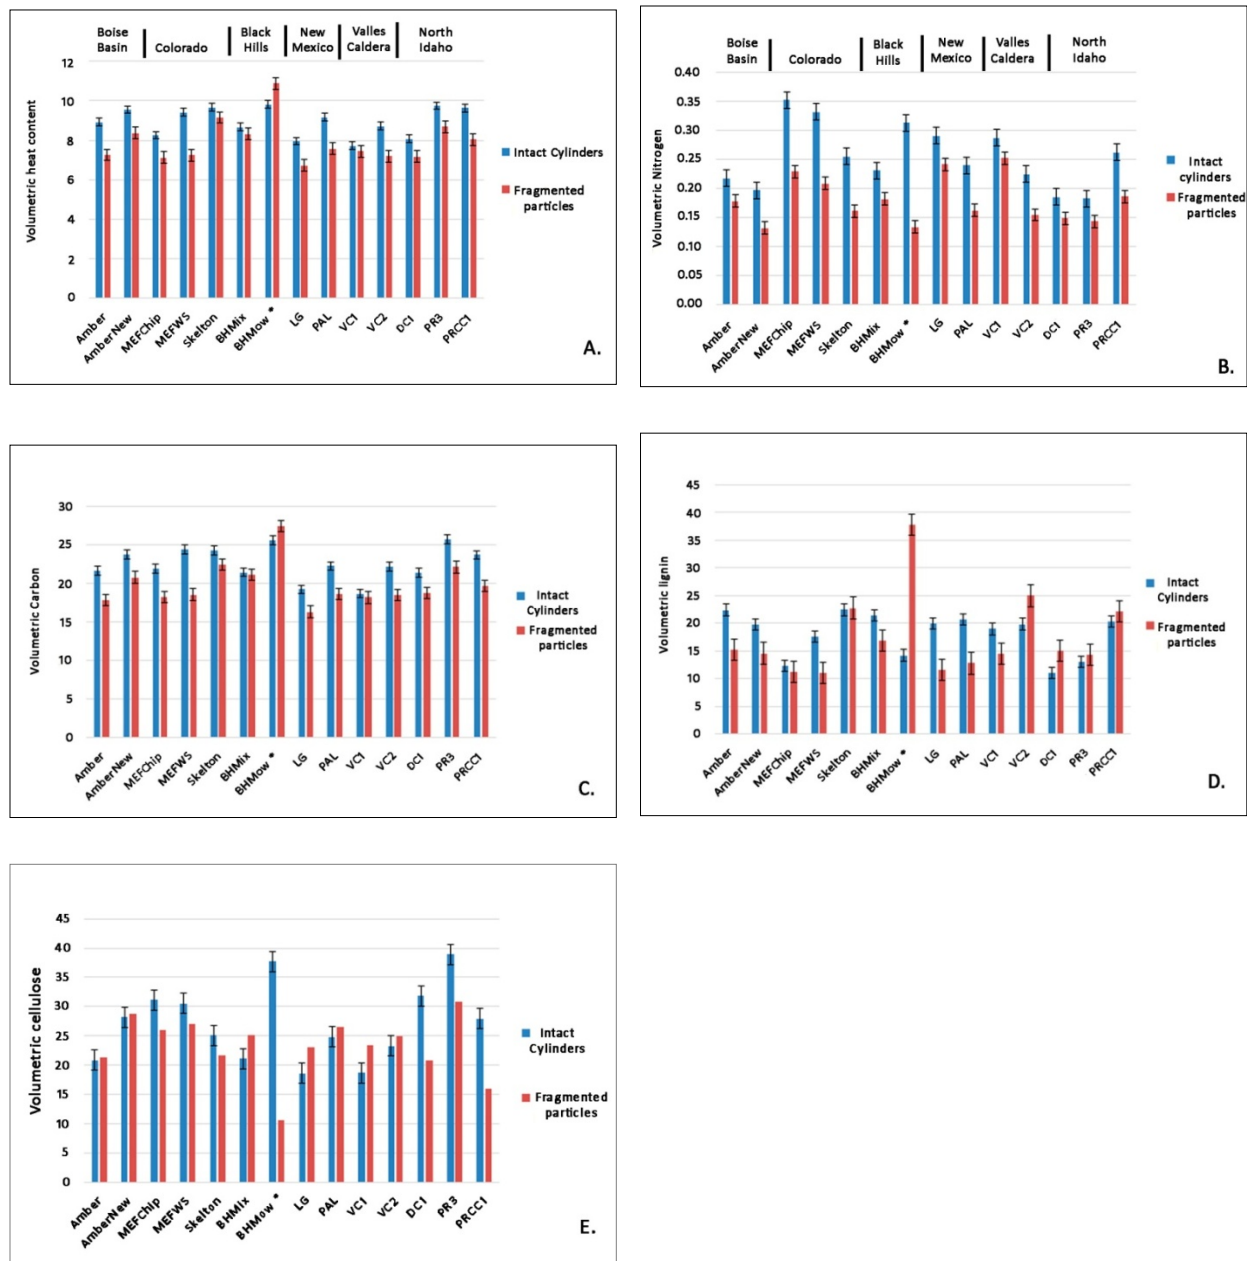 Boise Basin
Colorado
Black Hills
New Mexico
Valles Caldera
North Idaho
Volumetric heat content
12
10
8
6
4
2
0
Amber
AmberNew
MEFChip
MEFWS
Skelton
BHMix
BHMow *
LG
PAL
VC1
VC2
DC1
PR3
PRCC1
Intact Cylinders
Fragmented
particles
A.
Boise Basin
Colorado
Black Hills
New Mexico
Valles Caldera
North Idaho
Volumetric Nitrogen
0.40
0.35
0.30
0.25
0.20
0.15
0.10
0.05
0.00
Amber
AmberNew
MEFChip
MEFWS
Skelton
BHMix
BHMow *
LG
PAL
VC1
VC2
DC1
PR3
PRCC1
Intact
cylinders
Fragmented
particles
B.
Volumetric Carbon
30
25
20
15
10
5
0
Amber
AmberNew
MEFChip
MEFWS
Skelton
BHMix
BHMow *
LG
PAL
VC1
VC2
DC1
PR3
PRCC1
Intact
Cylinders
Fragmented
particles
C.
Volumetric lignin
45
40
35
30
25
20
15
10
5
0
Amber
AmberNew
MEFChip
MEFWS
Skelton
BHMix
BHMow *
LG
PAL
VC1
VC2
DC1
PR3
PRCC1
Intact
Cylinders
Fragmented
particles
D.
Volumetric cellulose
45
40
35
30
25
20
15
10
5
0
Amber
AmberNew
MEFChip
MEFWS
Skelton
BHMix
BHMow *
LG
PAL
VC1
VC2
DC1
PR3
PRCC1
Intact
Cylinders
Fragmented
particles
E.